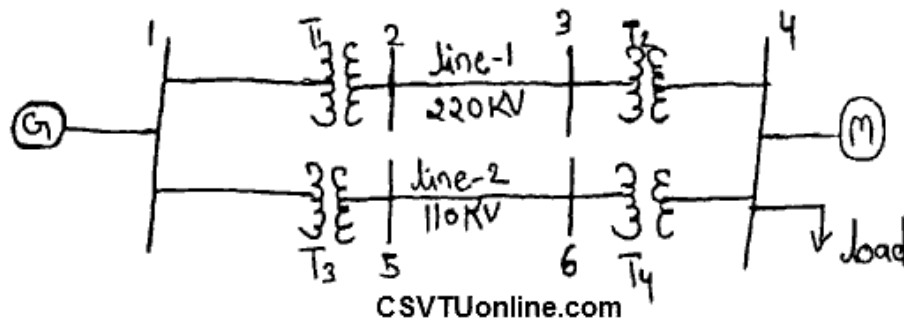 1 T1 2 line-1 3 T2 4
220KV
G M
line-2
110KV
T3 5 6 T4 load
CSVTUonline.com